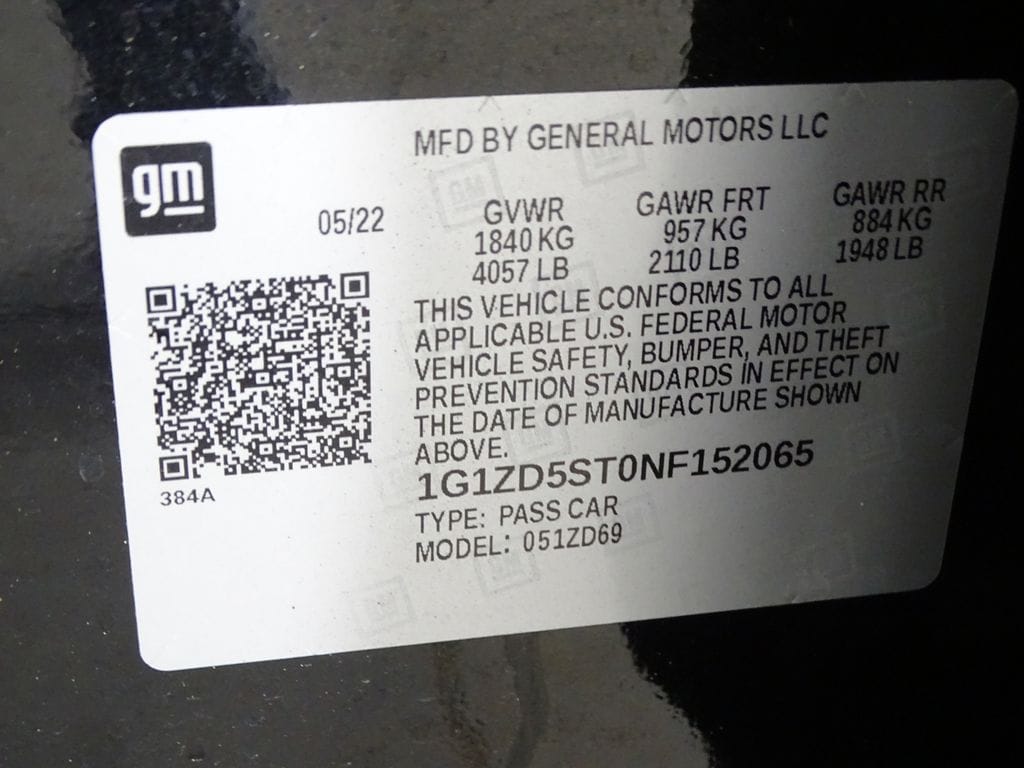 MFD BY GENERAL MOTORS LLC
gm
05/22
GVWR GAWR FRT GAWR RR
1840 KG 957 KG 884 KG
4057 LB 2110 LB 1948 LB
THIS VEHICLE CONFORMS TO ALL
APPLICABLE U.S. FEDERAL MOTOR
VEHICLE SAFETY, BUMPER, AND THEFT
PREVENTION STANDARDS IN EFFECT ON
THE DATE OF MANUFACTURE SHOWN
ABOVE.
1G1ZD5ST0NF152065
384A
TYPE: PASS CAR
MODEL: 051ZD69